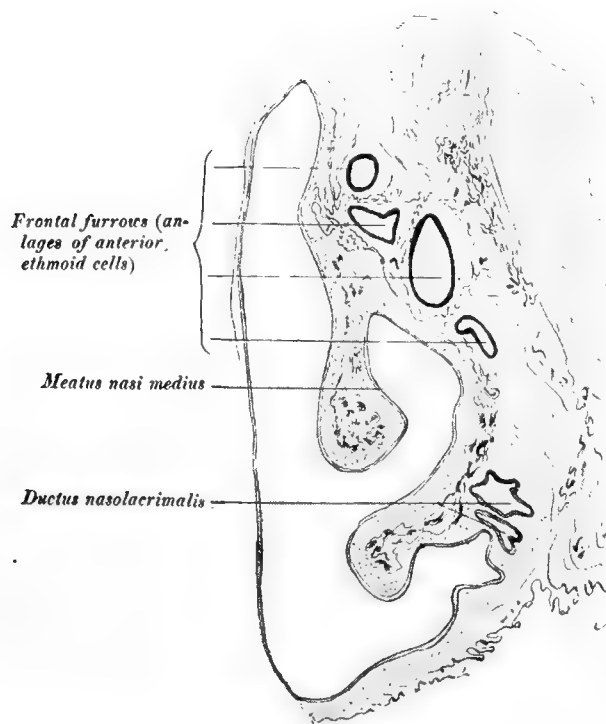 Frontal furrows (an-
lages of anterior
ethmoid cells)
Meatus nasi medius
Ductus nasolacrimalis